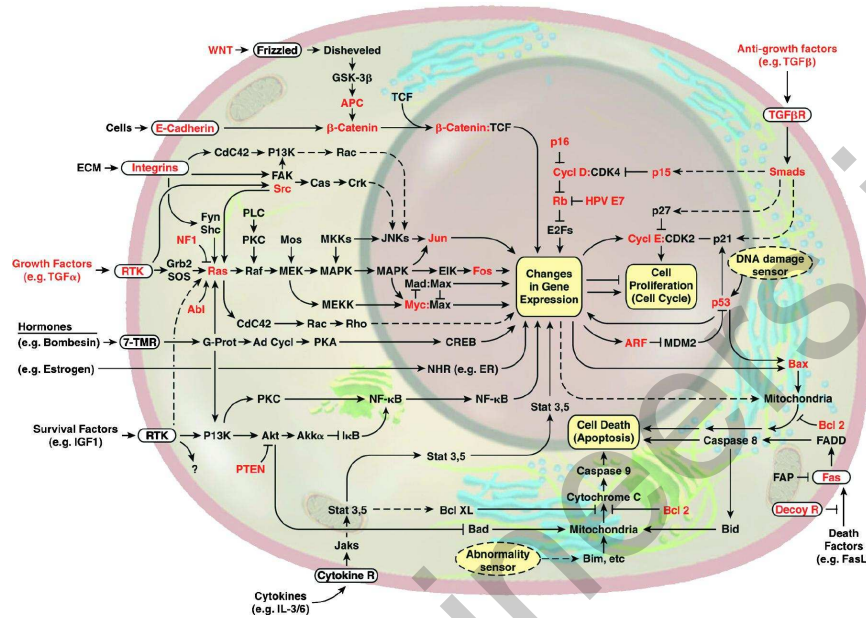 WNT
Frizzled
Disheveled
GSK-3β
APC
TCF
Anti-growth factors
(e.g. TGFβ)
TGFβR
Cells
E-Cadherin
β-Catenin
β-Catenin:TCF
p16
ECM
Integrins
CdC42
P13K
Rac
Cycl D:CDK4
p15
Smads
FAK
Src
Cas
Crk
Rb
HPV E7
Fyn
Shc
PLC
p27
NF1
PKC
Mos
MKKs
JNKs
Jun
E2Fs
Cycl E:CDK2
p21
Growth Factors
(e.g. TGFα)
RTK
Grb2
SOS
Ras
Raf
MEK
MAPK
MAPK
EIK
Fos
Changes
in Gene
Expression
Cell
Proliferation
(Cell Cycle)
DNA damage
sensor
Mad:Max
MEKK
Myc:Max
p53
Abl
CdC42
Rac
Rho
Hormones
(e.g. Bombesin)
7-TMR
G-Prot
Ad Cycl
PKA
CREB
ARF
MDM2
(e.g. Estrogen)
NHR (e.g. ER)
Bax
PKC
NF-κB
NF-κB
Stat 3,5
Mitochondria
Survival Factors
(e.g. IGF1)
RTK
P13K
Akt
Akkα
IκB
Cell Death
(Apoptosis)
Bcl 2
Caspase 8
FADD
?
PTEN
Stat 3,5
Caspase 9
FAP
Fas
Cytochrome C
Stat 3,5
Bcl XL
Bcl 2
Decoy R
Bad
Mitochondria
Bid
Death
Factors
(e.g. FasL)
Jaks
Abnormality
sensor
Bim, etc
Cytokine R
Cytokines
(e.g. IL-3/6)